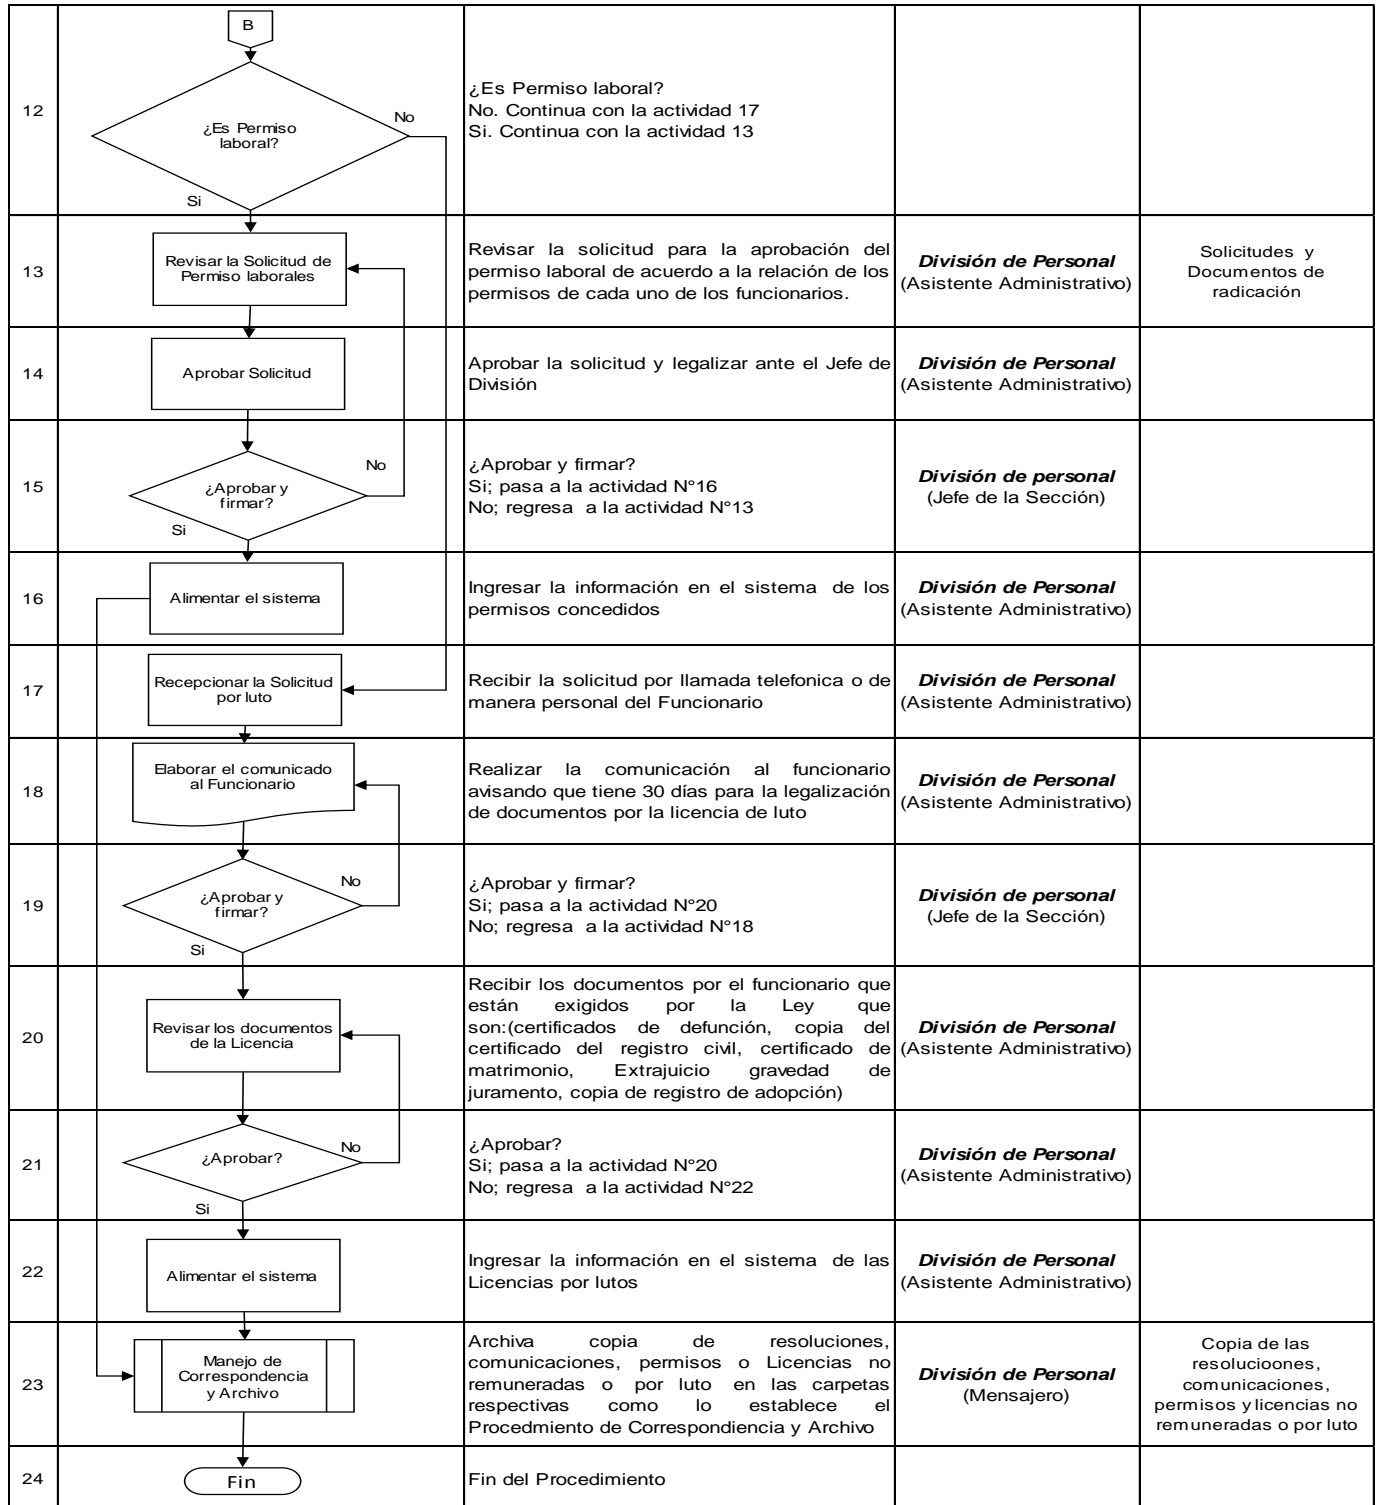 B
12
¿Es Permiso
laboral?
No
Si
¿Es Permiso laboral?
No. Continua con la actividad 17
Si. Continua con la actividad 13
13
Revisar la Solicitud de
Permiso laborales
Revisar la solicitud para la aprobación del
permiso laboral de acuerdo a la relación de los
permisos de cada uno de los funcionarios.
División de Personal
(Asistente Administrativo)
Solicitudes y
Documentos de
radicación
14
Aprobar Solicitud
Aprobar la solicitud y legalizar ante el Jefe de
División
División de Personal
(Asistente Administrativo)
15
¿Aprobar y
firmar?
No
Si
¿Aprobar y firmar?
Si; pasa a la actividad N°16
No; regresa a la actividad N°13
División de personal
(Jefe de la Sección)
16
Alimentar el sistema
Ingresar la información en el sistema de los
permisos concedidos
División de Personal
(Asistente Administrativo)
17
Recepcionar la Solicitud
por luto
Recibir la solicitud por llamada telefonica o de
manera personal del Funcionario
División de Personal
(Asistente Administrativo)
18
Elaborar el comunicado
al Funcionario
Realizar la comunicación al funcionario
avisando que tiene 30 días para la legalización
de documentos por la licencia de luto
División de Personal
(Asistente Administrativo)
19
¿Aprobar y
firmar?
No
Si
¿Aprobar y firmar?
Si; pasa a la actividad N°20
No; regresa a la actividad N°18
División de personal
(Jefe de la Sección)
20
Revisar los documentos
de la Licencia
Recibir los documentos por el funcionario que
están exigidos por la Ley que
son:(certificados de defunción, copia del
certificado del registro civil, certificado de
matrimonio, Extrajuicio gravedad de
juramento, copia de registro de adopción)
División de Personal
(Asistente Administrativo)
21
¿Aprobar?
No
Si
¿Aprobar?
Si; pasa a la actividad N°20
No; regresa a la actividad N°22
División de Personal
(Asistente Administrativo)
22
Alimentar el sistema
Ingresar la información en el sistema de las
Licencias por lutos
División de Personal
(Asistente Administrativo)
23
Manejo de
Correspondencia
y Archivo
Archiva copia de resoluciones,
comunicaciones, permisos o Licencias no
remuneradas o por luto en las carpetas
respectivas como lo establece el
Procedmiento de Correspondiencia y Archivo
División de Personal
(Mensajero)
Copia de las
resolucioones,
comunicaciones,
permisos y licencias no
remuneradas o por luto
24
Fin
Fin del Procedimiento